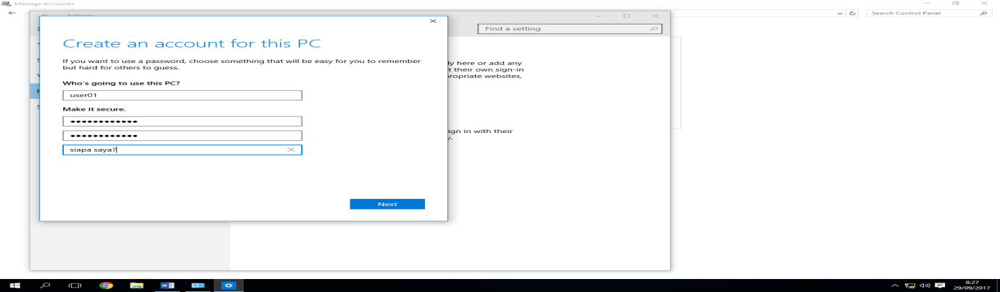 Manage Accounts
Settings
Search Control Panel
Find a setting
Create an account for this PC
If you want to use a password, choose something that will be easy for you to remember
but hard for others to guess.
Who's going to use this PC?
user01
Make it secure.
••••••••••••
••••••••••••
siapa saya?
Next
ly here or add any
t their own sign-in
ropriate websites,
ign in with their
y.
8:27
29/09/2017